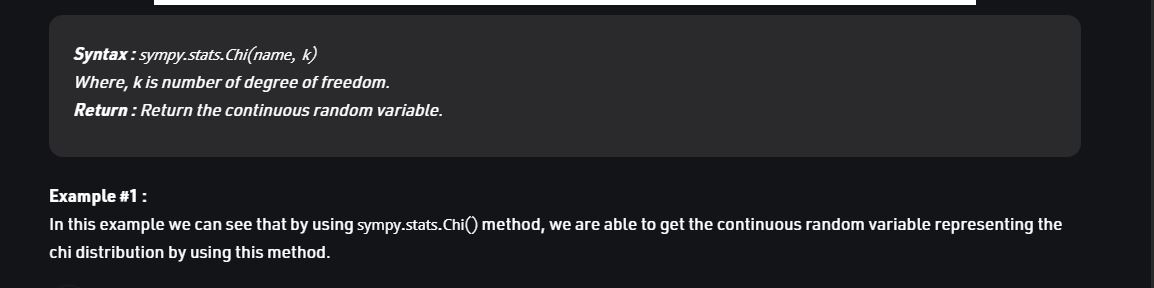 Syntax : sympy.stats.Chi(name, k)
Where, k is number of degree of freedom.
Return : Return the continuous random variable.
Example #1 :
In this example we can see that by using sympy.stats.Chi() method, we are able to get the continuous random variable representing the
chi distribution by using this method.